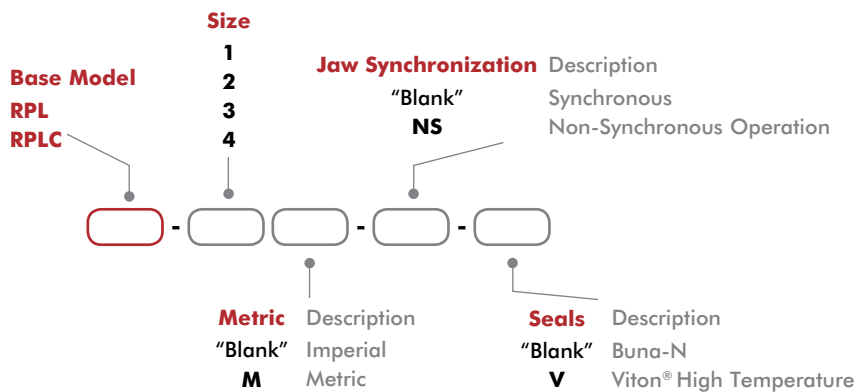 Size
1
2
3
4
Base Model
RPL
RPLC
Jaw Synchronization Description
“Blank” Synchronous
NS Non-Synchronous Operation
- - -
Metric Description
“Blank” Imperial
M Metric
Seals Description
“Blank” Buna-N
V Viton® High Temperature